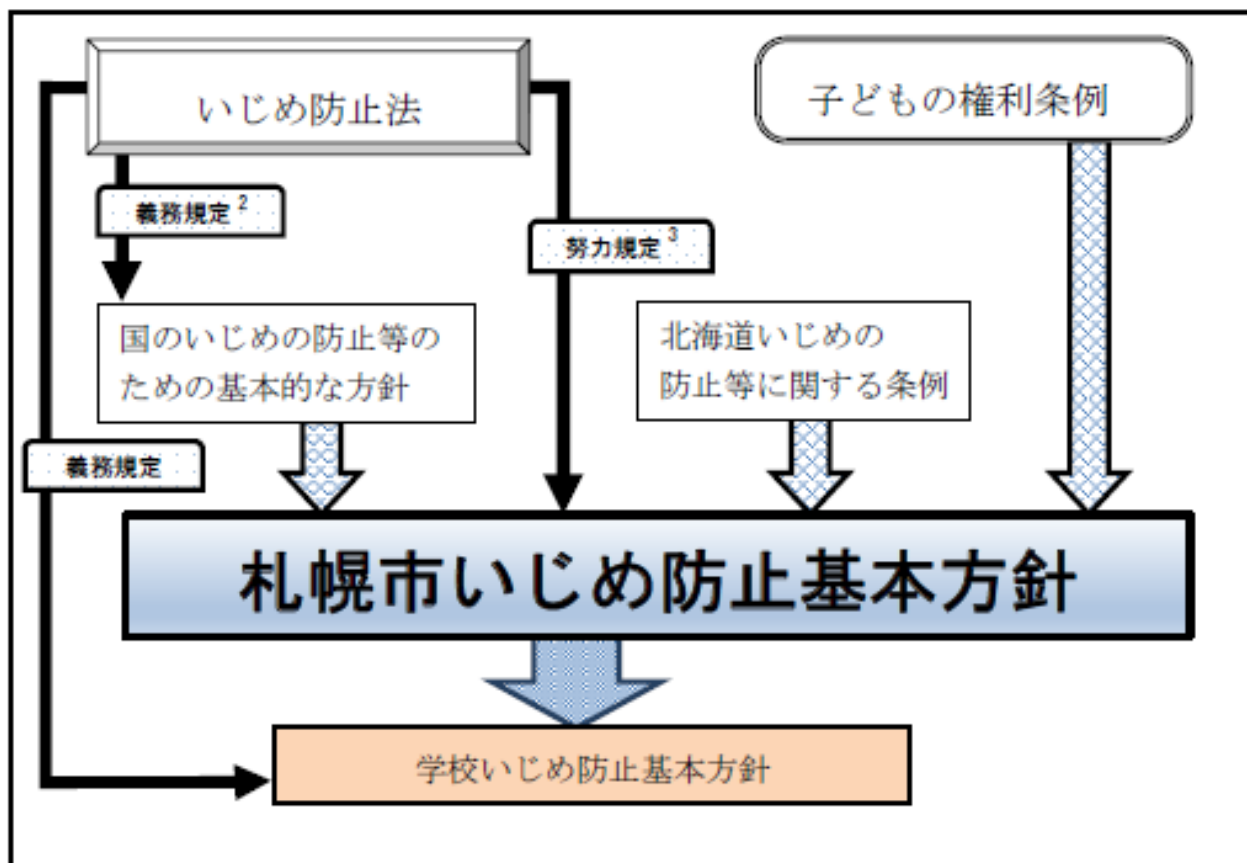 いじめ防止法
子どもの権利条例
義務規定2
努力規定3
国のいじめの防止等の
ための基本的な方針
北海道いじめの
防止等に関する条例
義務規定
札幌市いじめ防止基本方針
学校いじめ防止基本方針